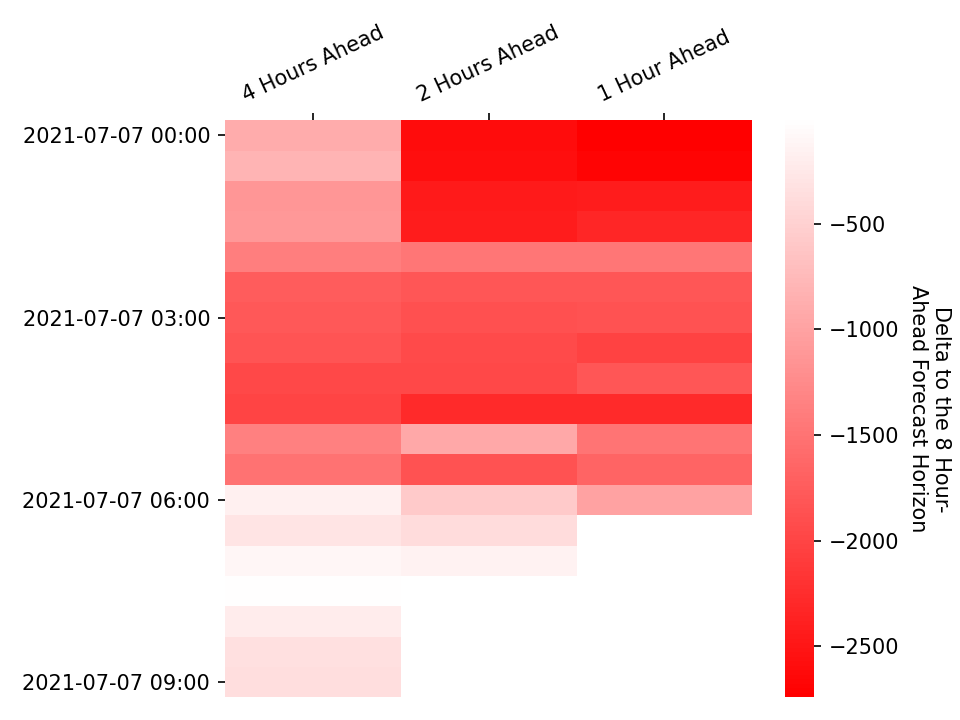 4 Hours Ahead
2 Hours Ahead
1 Hour Ahead
2021-07-07 00:00
2021-07-07 03:00
2021-07-07 06:00
2021-07-07 09:00
−500
−1000
−1500
−2000
−2500
Delta to the 8 Hour-
Ahead Forecast Horizon